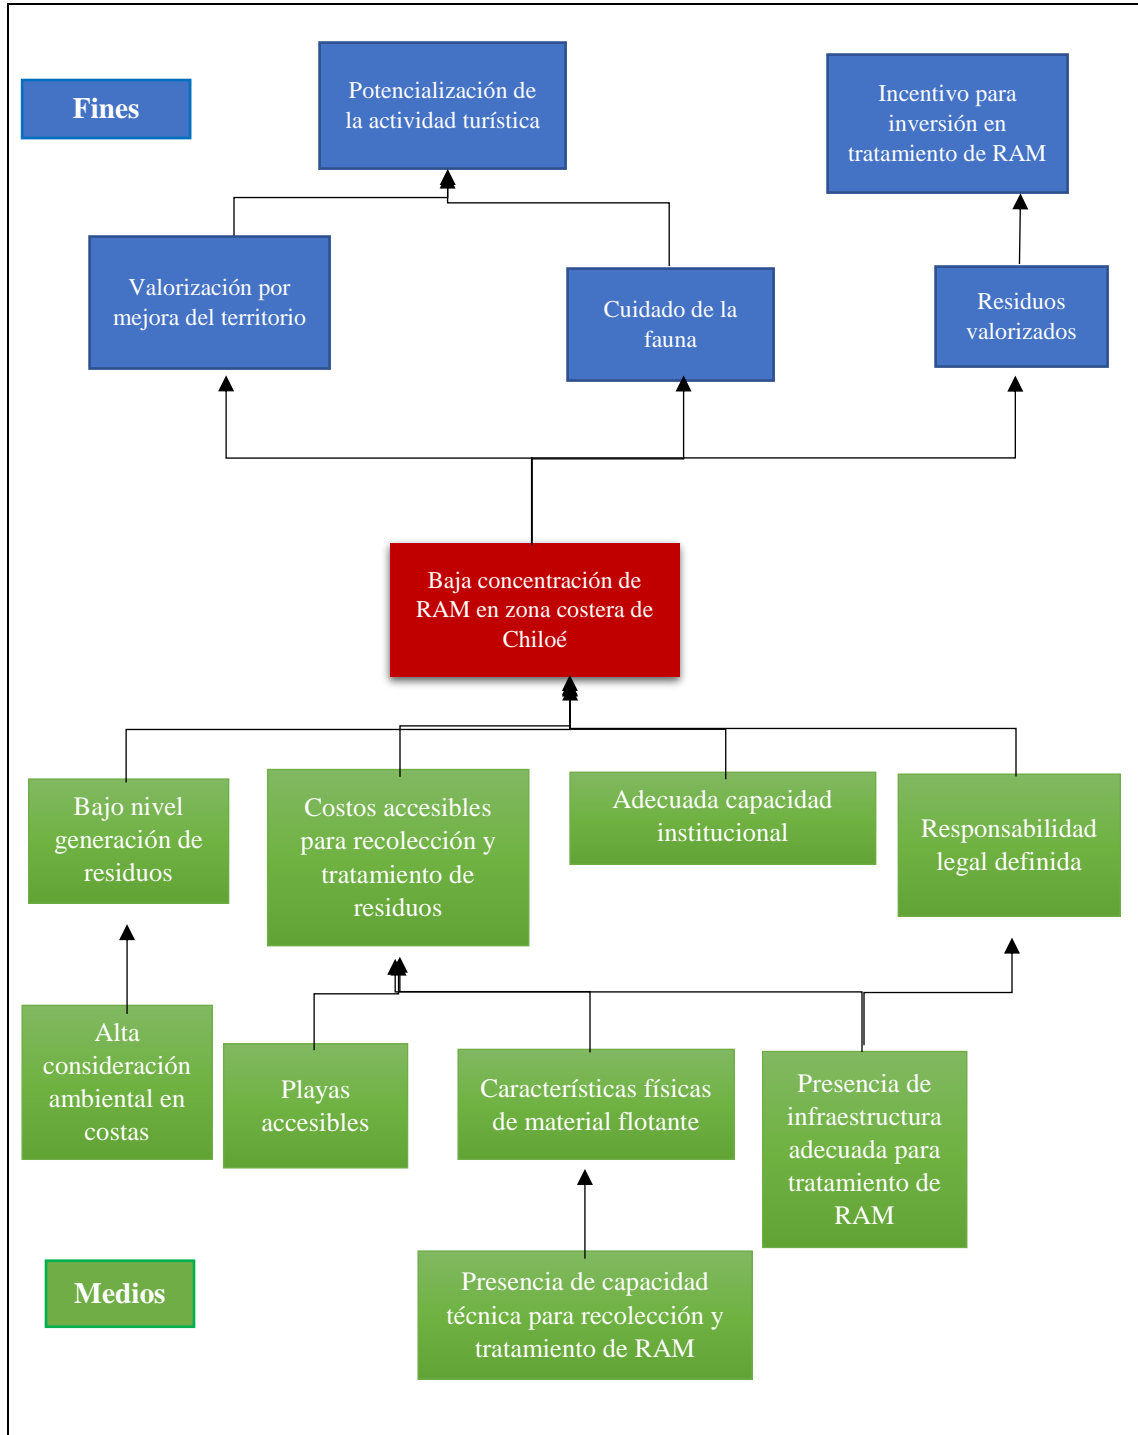 Fines
Potencialización de
la actividad turística
Incentivo para
inversión en
tratamiento de RAM
Valorización por
mejora del territorio
Cuidado de la
fauna
Residuos
valorizados
Baja concentración de
RAM en zona costera de
Chiloé
Bajo nivel
generación de
residuos
Costos accesibles
para recolección y
tratamiento de
residuos
Adecuada capacidad
institucional
Responsabilidad
legal definida
Alta
consideración
ambiental en
costas
Playas
accesibles
Características físicas
de material flotante
Presencia de
infraestructura
adecuada para
tratamiento de
RAM
Medios
Presencia de capacidad
técnica para recolección y
tratamiento de RAM